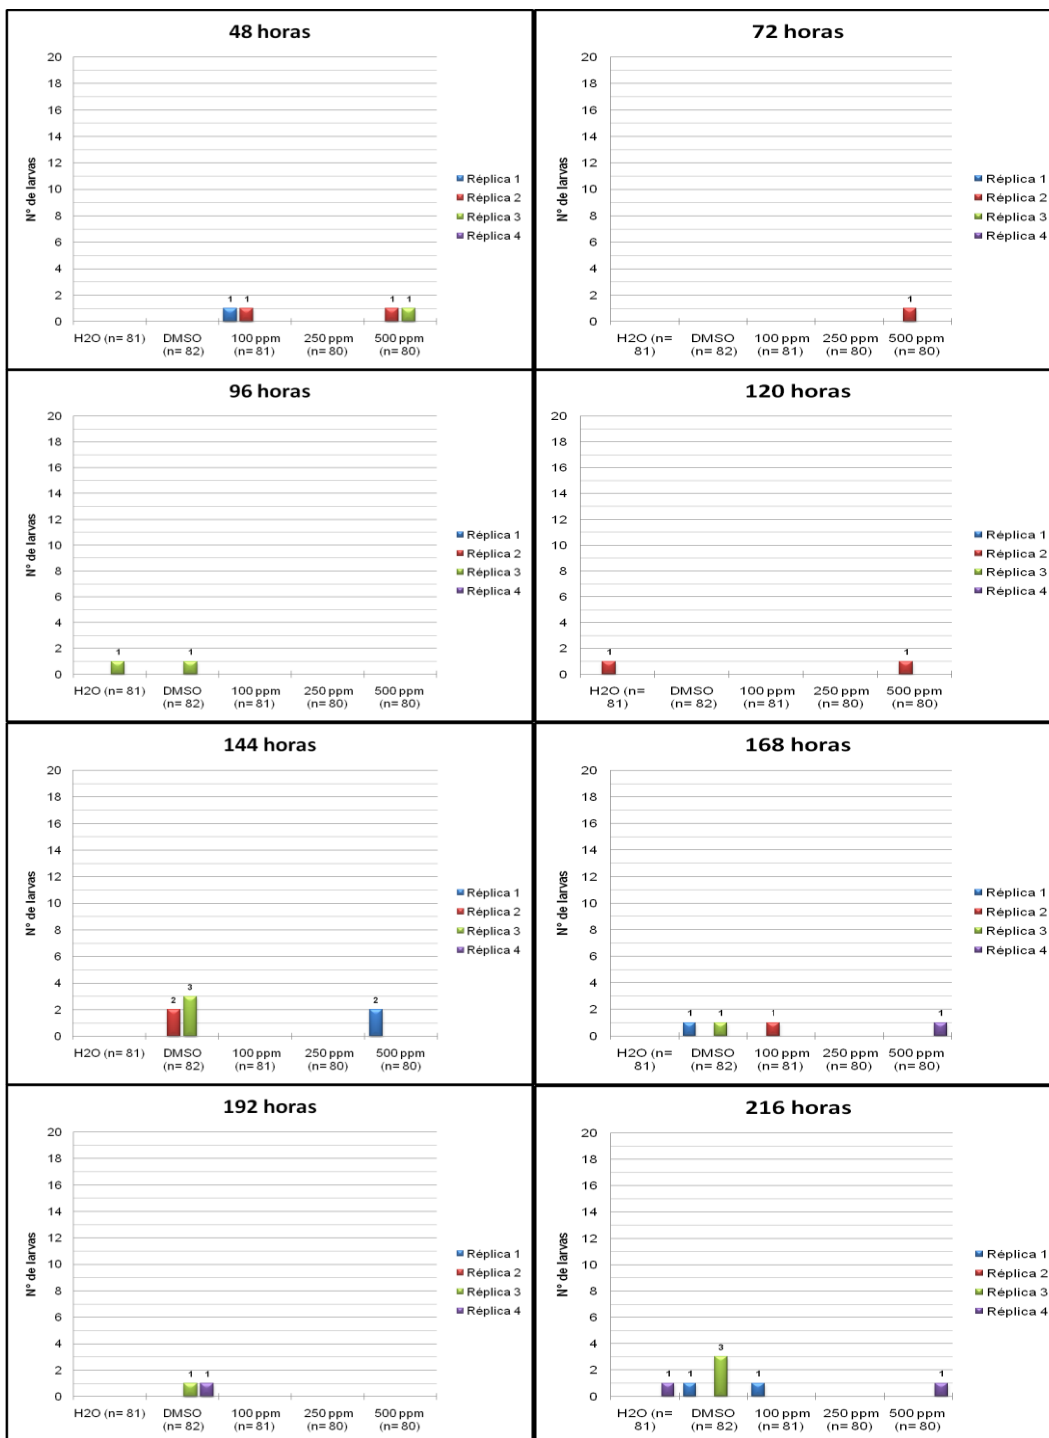 48 horas
20
18
16
14
12
10
8
6
4
2
0
N° de larvas
1 1 1 1
H2O (n= 81) DMSO 100 ppm 250 ppm 500 ppm
(n= 82) (n= 81) (n= 80) (n= 80)
Réplica 1
Réplica 2
Réplica 3
Réplica 4
72 horas
20
18
16
14
12
10
8
6
4
2
0
1
H2O (n= DMSO 100 ppm 250 ppm 500 ppm
81) (n= 82) (n= 81) (n= 80) (n= 80)
Réplica 1
Réplica 2
Réplica 3
Réplica 4
96 horas
20
18
16
14
12
10
8
6
4
2
0
N° de larvas
1 1
H2O (n= 81) DMSO 100 ppm 250 ppm 500 ppm
(n= 82) (n= 81) (n= 80) (n= 80)
Réplica 1
Réplica 2
Réplica 3
Réplica 4
120 horas
20
18
16
14
12
10
8
6
4
2
0
1 1
H2O (n= DMSO 100 ppm 250 ppm 500 ppm
81) (n= 82) (n= 81) (n= 80) (n= 80)
Réplica 1
Réplica 2
Réplica 3
Réplica 4
144 horas
20
18
16
14
12
10
8
6
4
2
0
N° de larvas
2 3 2
H2O (n= 81) DMSO 100 ppm 250 ppm 500 ppm
(n= 82) (n= 81) (n= 80) (n= 80)
Réplica 1
Réplica 2
Réplica 3
Réplica 4
168 horas
20
18
16
14
12
10
8
6
4
2
0
N° de larvas
1 1 1 1
H2O (n= DMSO 100 ppm 250 ppm 500 ppm
81) (n= 82) (n= 81) (n= 80) (n= 80)
Réplica 1
Réplica 2
Réplica 3
Réplica 4
192 horas
20
18
16
14
12
10
8
6
4
2
0
N° de larvas
1 1
H2O (n= 81) DMSO 100 ppm 250 ppm 500 ppm
(n= 82) (n= 81) (n= 80) (n= 80)
Réplica 1
Réplica 2
Réplica 3
Réplica 4
216 horas
20
18
16
14
12
10
8
6
4
2
0
N° de larvas
1 1 3 1 1
H2O (n= DMSO 100 ppm 250 ppm 500 ppm
81) (n= 82) (n= 81) (n= 80) (n= 80)
Réplica 1
Réplica 2
Réplica 3
Réplica 4